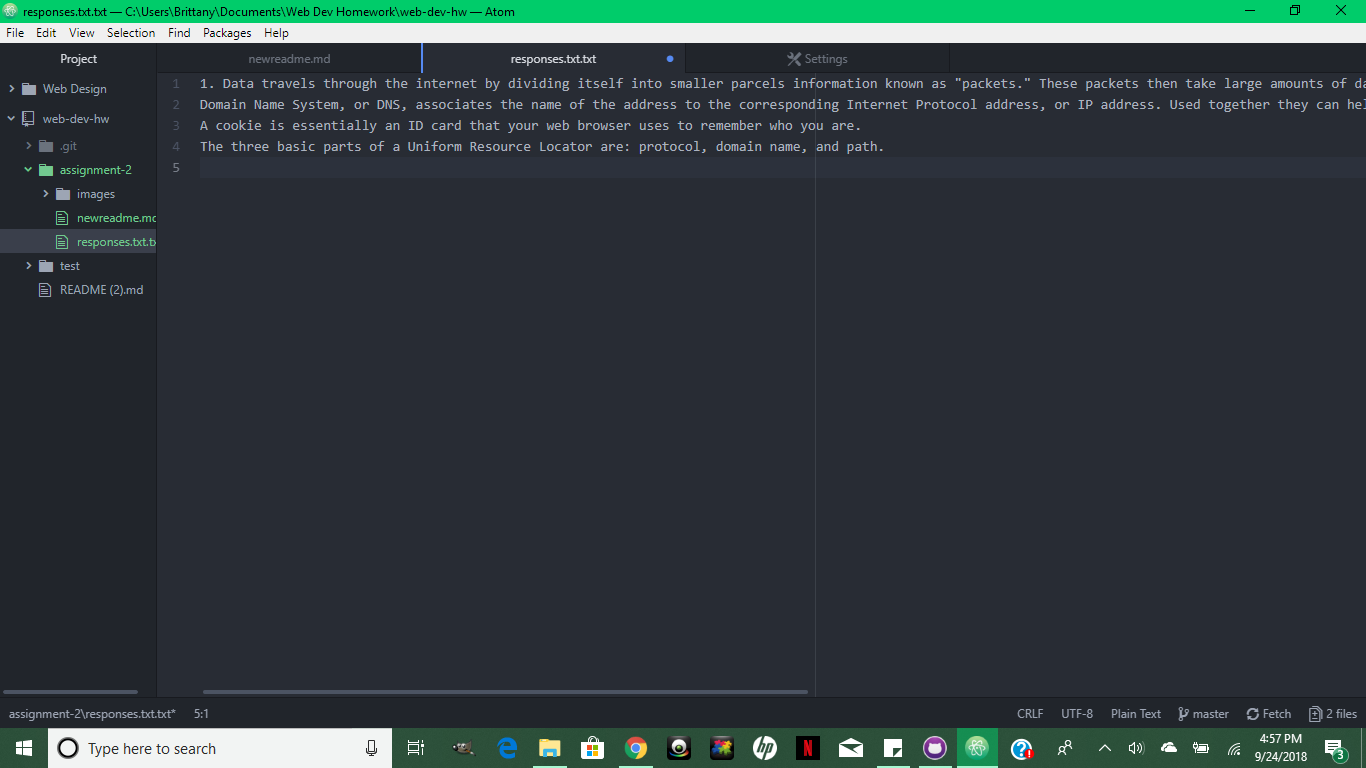 responses.txt.txt — C:\Users\Brittany\Documents\Web Dev Homework\web-dev-hw — Atom
File Edit View Selection Find Packages Help
Project
newreadme.md
responses.txt.txt
Settings
Web Design
web-dev-hw
.git
assignment-2
images
newreadme.md
responses.txt.tx
test
README (2).md
1 1. Data travels through the internet by dividing itself into smaller parcels information known as "packets." These packets then take large amounts of da
2 Domain Name System, or DNS, associates the name of the address to the corresponding Internet Protocol address, or IP address. Used together they can hel
3 A cookie is essentially an ID card that your web browser uses to remember who you are.
4 The three basic parts of a Uniform Resource Locator are: protocol, domain name, and path.
5
assignment-2\responses.txt.txt* 5:1
CRLF UTF-8 Plain Text master Fetch 2 files
Type here to search
hp
N
4:57 PM
9/24/2018
3